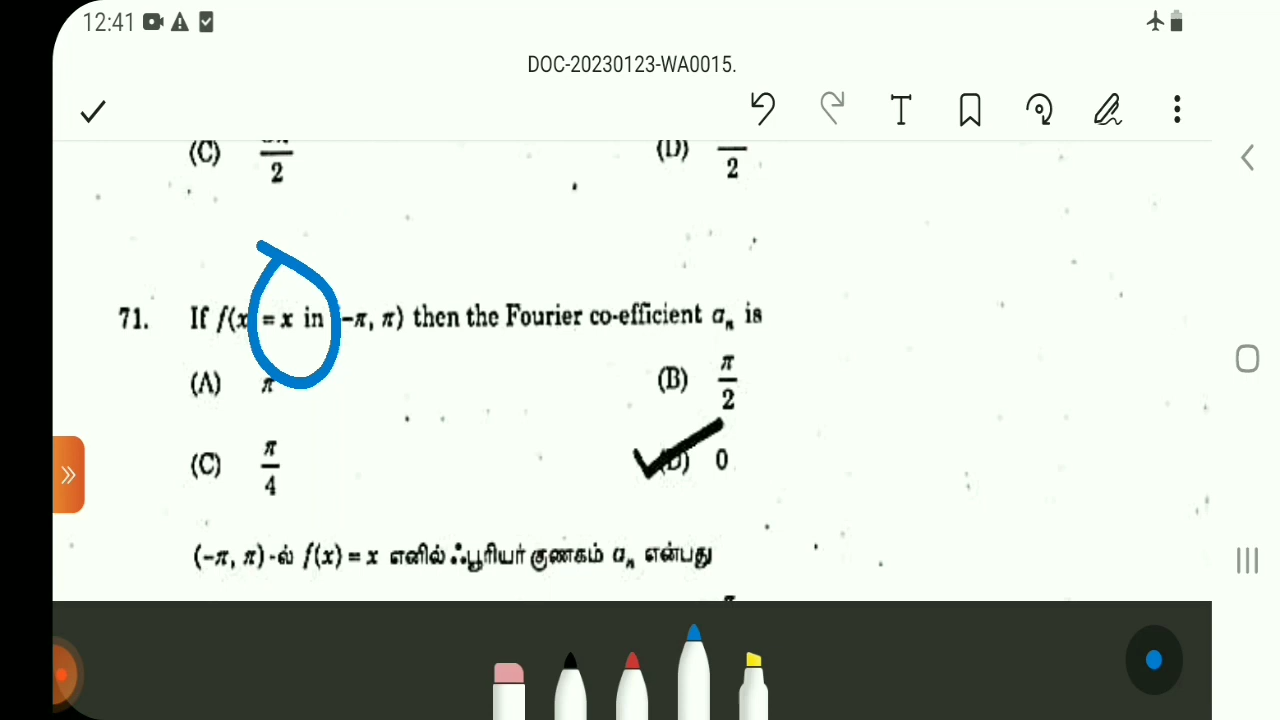 12:41
DOC-20230123-WA0015.
T
(C) 2 (D) 2
71. If f(x = x in -π, π) then the Fourier co-efficient aₙ is
(A) π (B) π/2
(C) π/4 (D) 0
(-π, π)-ல் f(x) = x எனில் ஃபூரியர் குணகம் aₙ என்பது